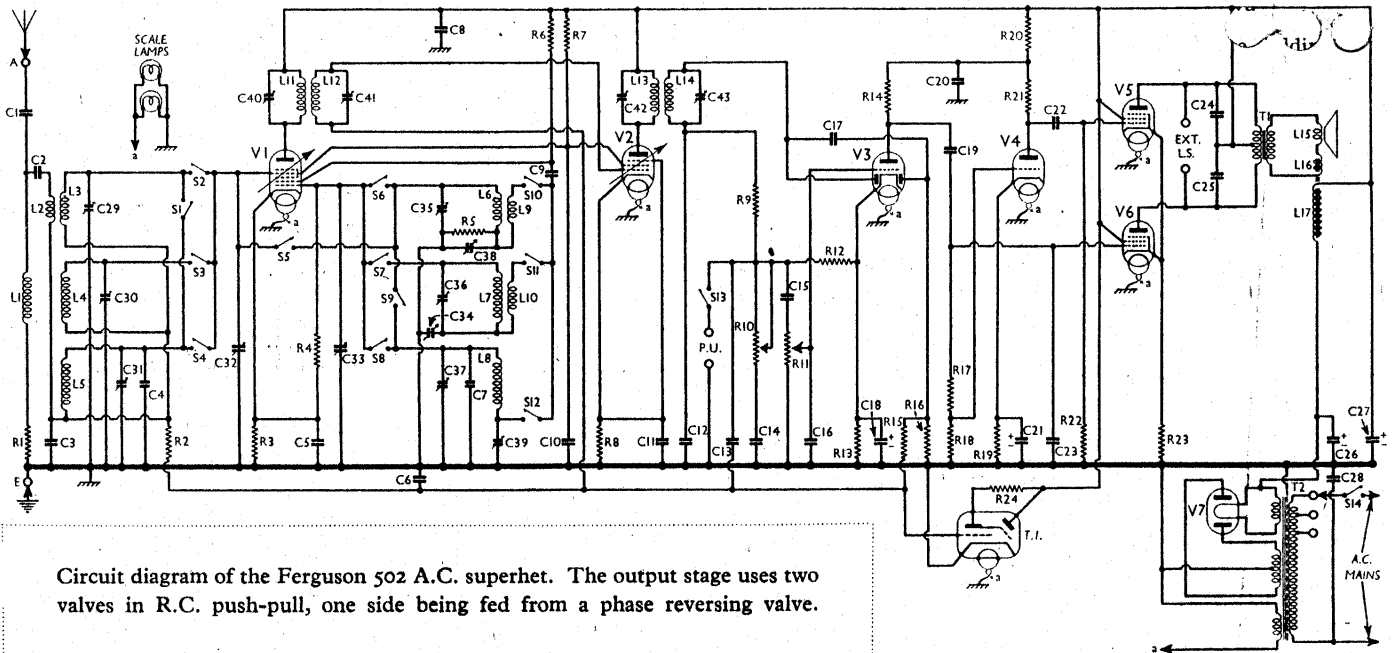 SCALE
LAMPS
A
a
E
C1
C2
L2
L3
L1
R1
C3
C29
L4
C30
L5
C31
C4
R2
S1
S2
S3
S4
C32
L11
C40
L12
C41
V1
a
S5
R4
R3
C5
C33
C8
S6
S7
S9
S8
C35
R5
C38
C36
C34
C37
C7
C39
C6
L6
L9
L7
L10
L8
S10
S11
S12
R6
R7
C9
C10
L13
C42
L14
C43
V2
a
R8
C11
C12
R9
S13
P.U.
C13
R10
C14
C15
R11
C16
C17
R12
R14
V3
a
C18
R13
R15
R16
C19
C20
R17
R18
R20
R21
V4
a
C22
R19
C21
C23
R22
R24
T.I.
a
V5
a
V6
a
EXT.
L.S.
C24
C25
T1
L15
L16
L17
R23
C26
C27
C28
V7
T2
S14
A.C.
MAINS
a
Circuit diagram of the Ferguson 502 A.C. superhet. The output stage uses two
valves in R.C. push-pull, one side being fed from a phase reversing valve.